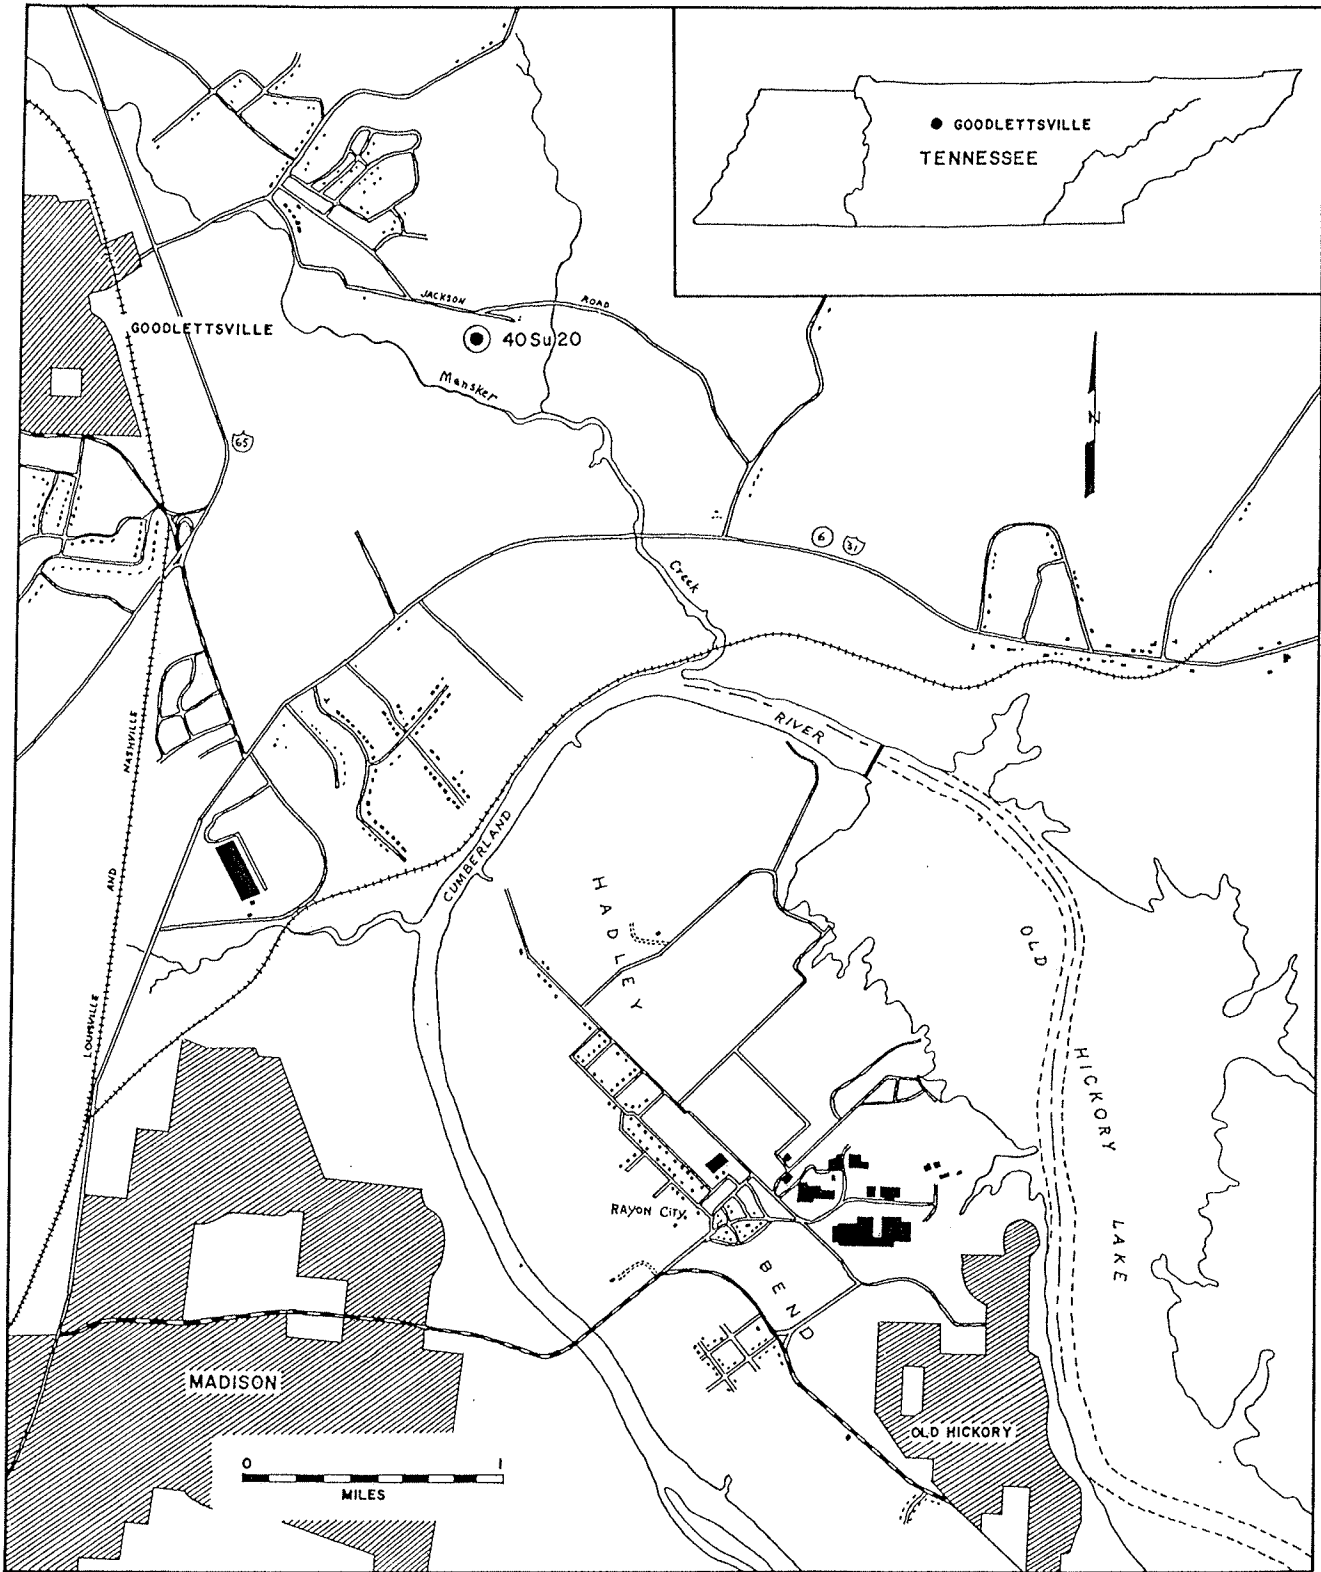 GOODLETTSVILLE
TENNESSEE
JACKSON ROAD
GOODLETTSVILLE
40Su20
Mansker
65
N
6
31
Creek
RIVER
NASHVILLE
CUMBERLAND
AND
HADLEY
OLD
LOUISVILLE
HICKORY
RAYON CITY
LAKE
BEND
MADISON
OLD HICKORY
0 1
MILES